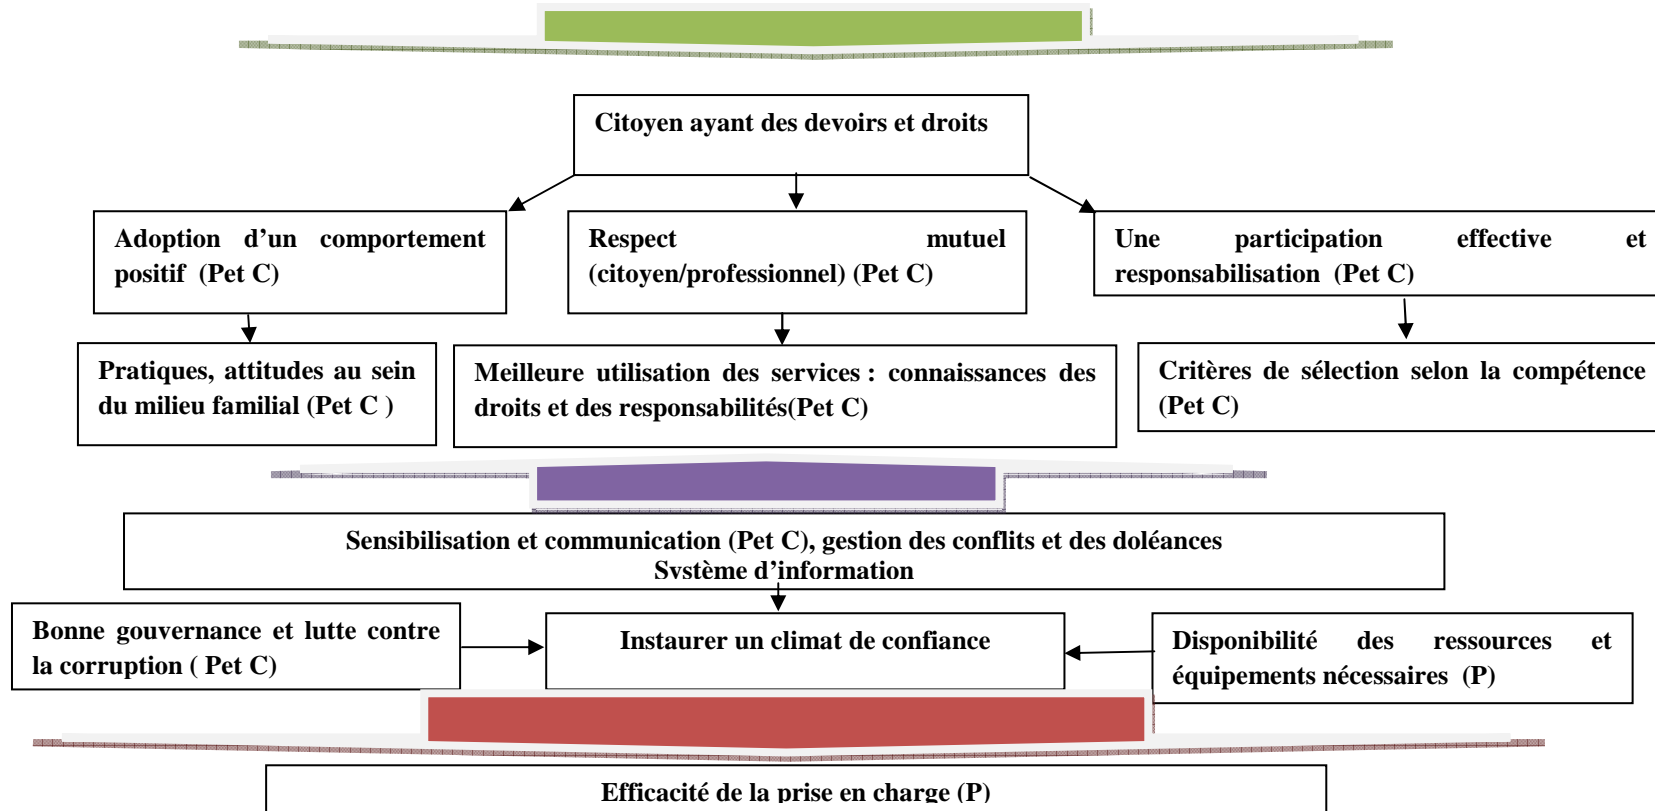 Citoyen ayant des devoirs et droits
Adoption d'un comportement
positif (Pet C)
Respect mutuel
(citoyen/professionnel) (Pet C)
Une participation effective et
responsabilisation (Pet C)
Pratiques, attitudes au sein
du milieu familial (Pet C )
Meilleure utilisation des services : connaissances des
droits et des responsabilités(Pet C)
Critères de sélection selon la compétence
(Pet C)
Sensibilisation et communication (Pet C), gestion des conflits et des doléances
Système d'information
Bonne gouvernance et lutte contre
la corruption ( Pet C)
Instaurer un climat de confiance
Disponibilité des ressources et
équipements nécessaires (P)
Efficacité de la prise en charge (P)